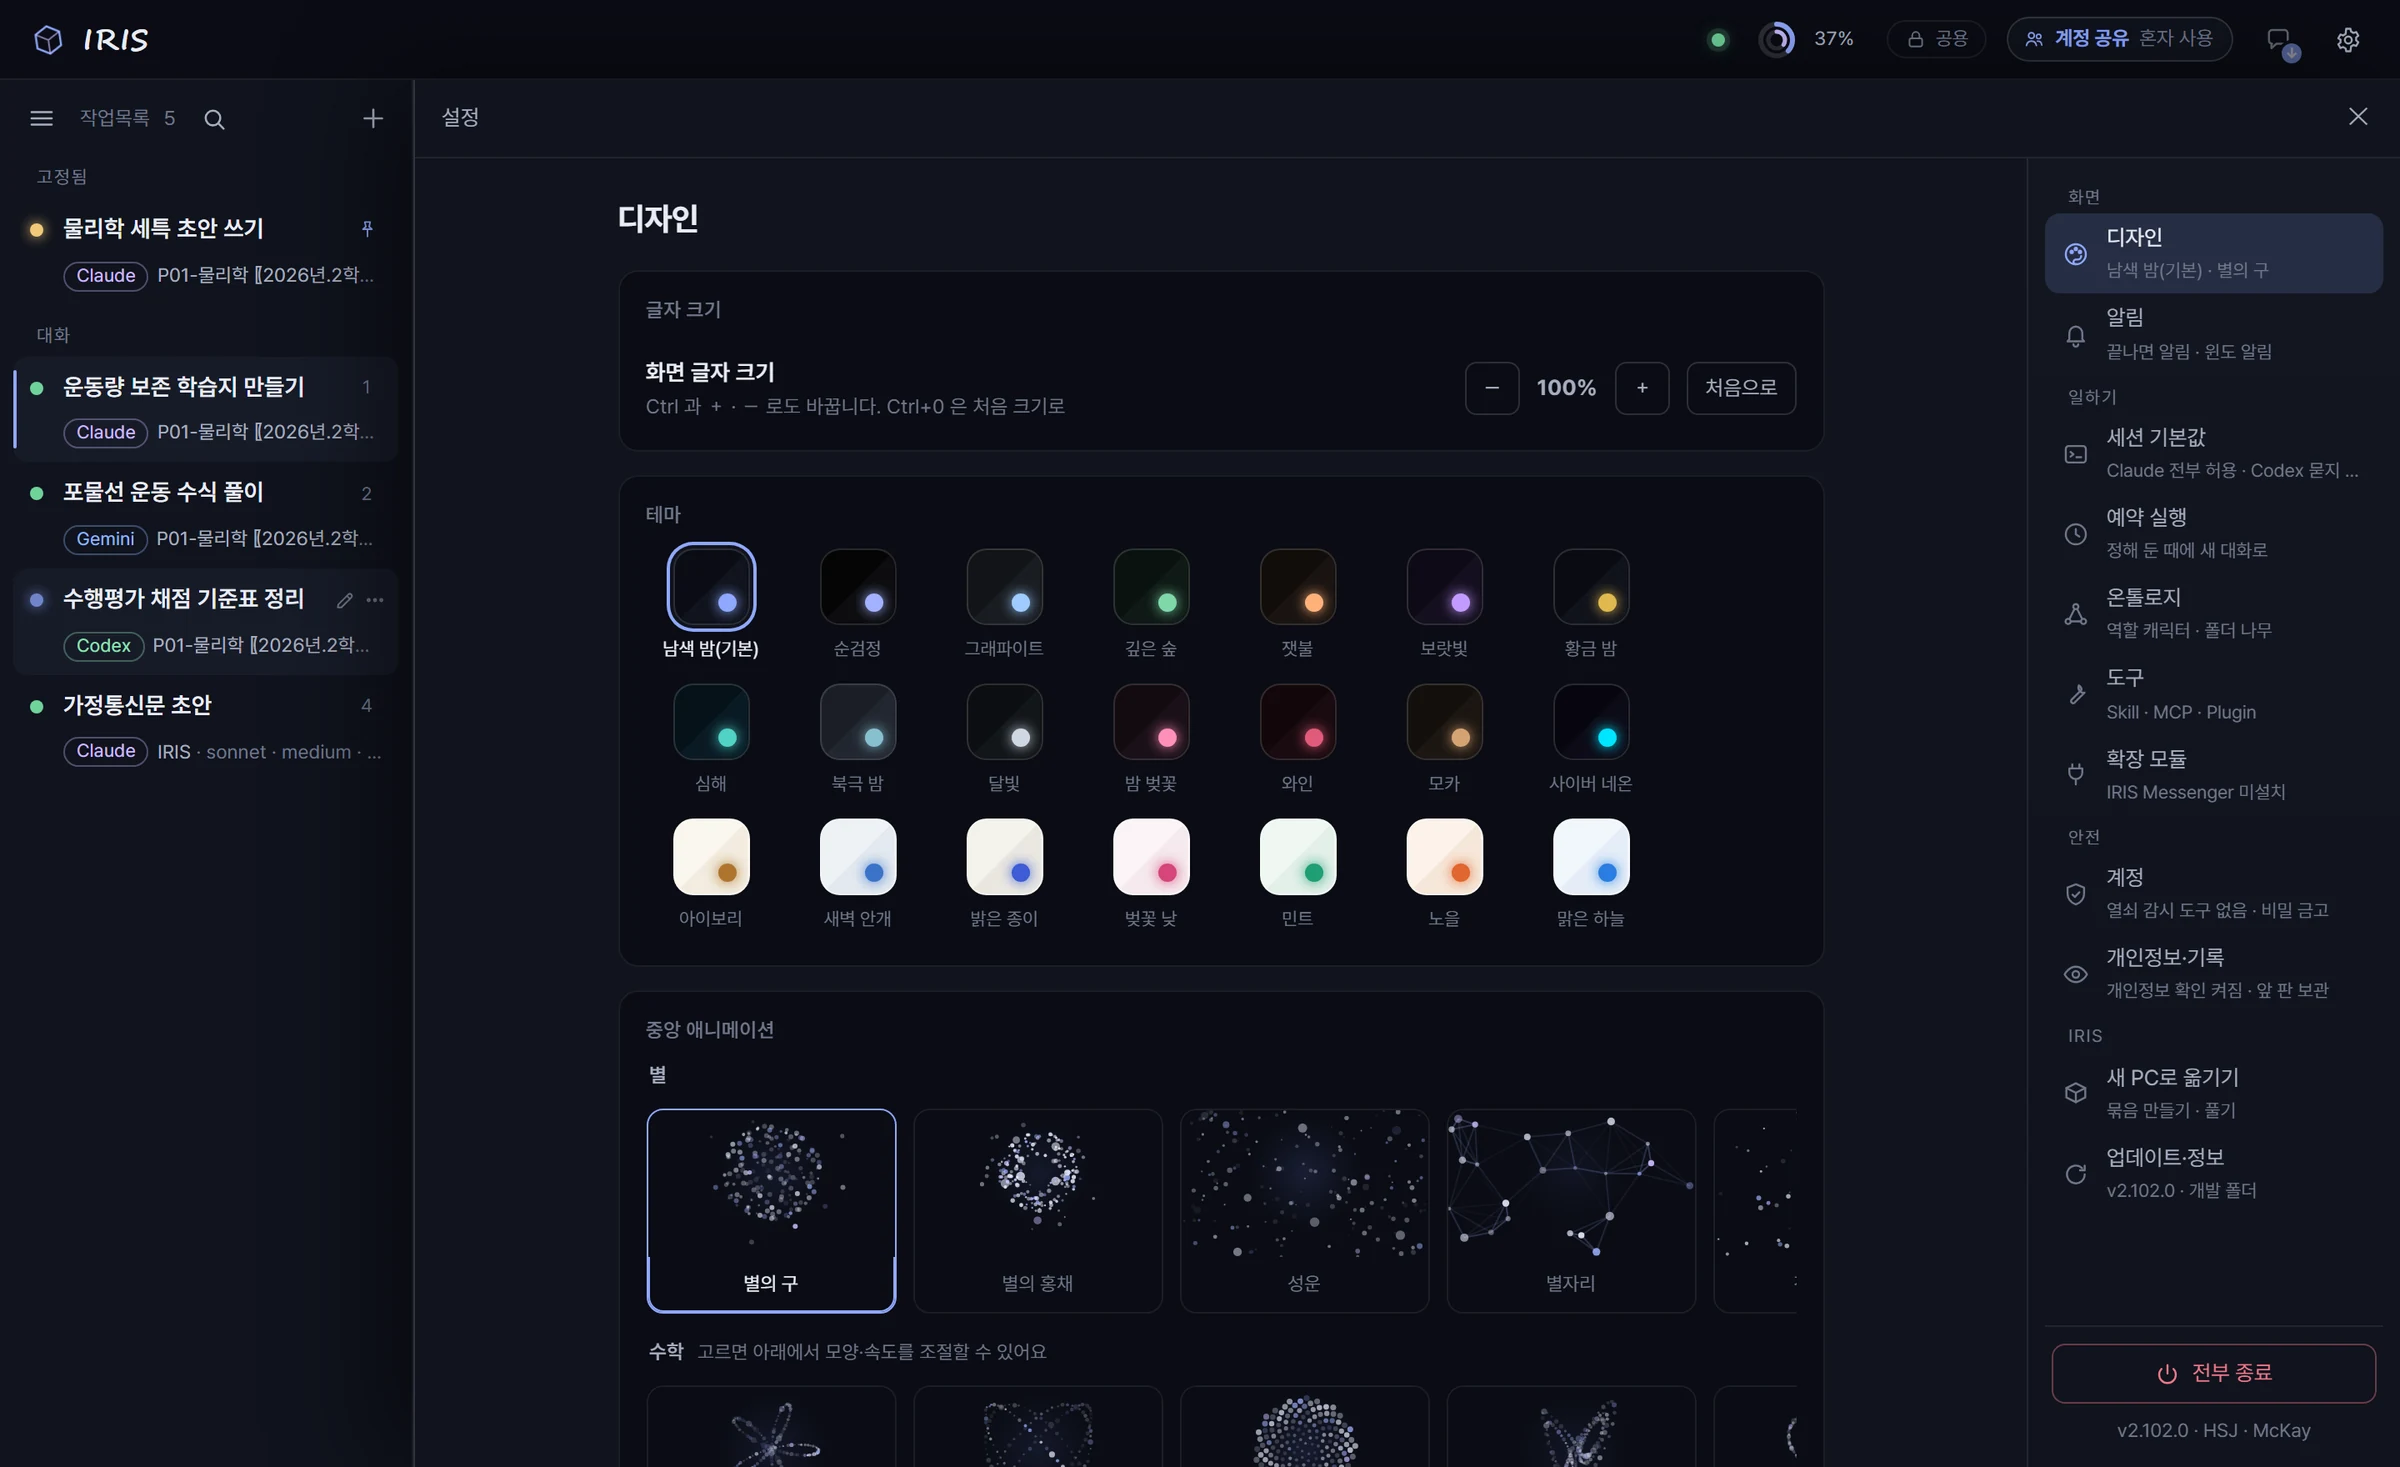 IRIS
37%
공용
계정 공유 혼자 사용
작업목록 5
고정됨
물리학 세특 초안 쓰기
Claude P01-물리학 〖2026년.2학...
대화
운동량 보존 학습지 만들기 1
Claude P01-물리학 〖2026년.2학...
포물선 운동 수식 풀이 2
Gemini P01-물리학 〖2026년.2학...
수행평가 채점 기준표 정리
Codex P01-물리학 〖2026년.2학...
가정통신문 초안 4
Claude IRIS · sonnet · medium · ...
설정
디자인
글자 크기
화면 글자 크기
Ctrl 과 + · − 로도 바꿉니다. Ctrl+0 은 처음 크기로
− 100% + 처음으로
테마
남색 밤(기본) 순검정 그래파이트 깊은 숲 잿불 보랏빛 황금 밤
심해 북극 밤 달빛 밤 벚꽃 와인 모카 사이버 네온
아이보리 새벽 안개 밝은 종이 벚꽃 낮 민트 노을 맑은 하늘
중앙 애니메이션
별
별의 구 별의 홍채 성운 별자리
수학 고르면 아래에서 모양·속도를 조절할 수 있어요
화면
디자인
남색 밤(기본) · 별의 구
알림
끝나면 알림 · 윈도 알림
일하기
세션 기본값
Claude 전부 허용 · Codex 묻지 ...
예약 실행
정해 둔 때에 새 대화로
온톨로지
역할 캐릭터 · 폴더 나무
도구
Skill · MCP · Plugin
확장 모듈
IRIS Messenger 미설치
안전
계정
열쇠 감시 도구 없음 · 비밀 금고
개인정보·기록
개인정보 확인 켜짐 · 앞 판 보관
IRIS
새 PC로 옮기기
묶음 만들기 · 풀기
업데이트·정보
v2.102.0 · 개발 폴더
전부 종료
v2.102.0 · HSJ · McKay